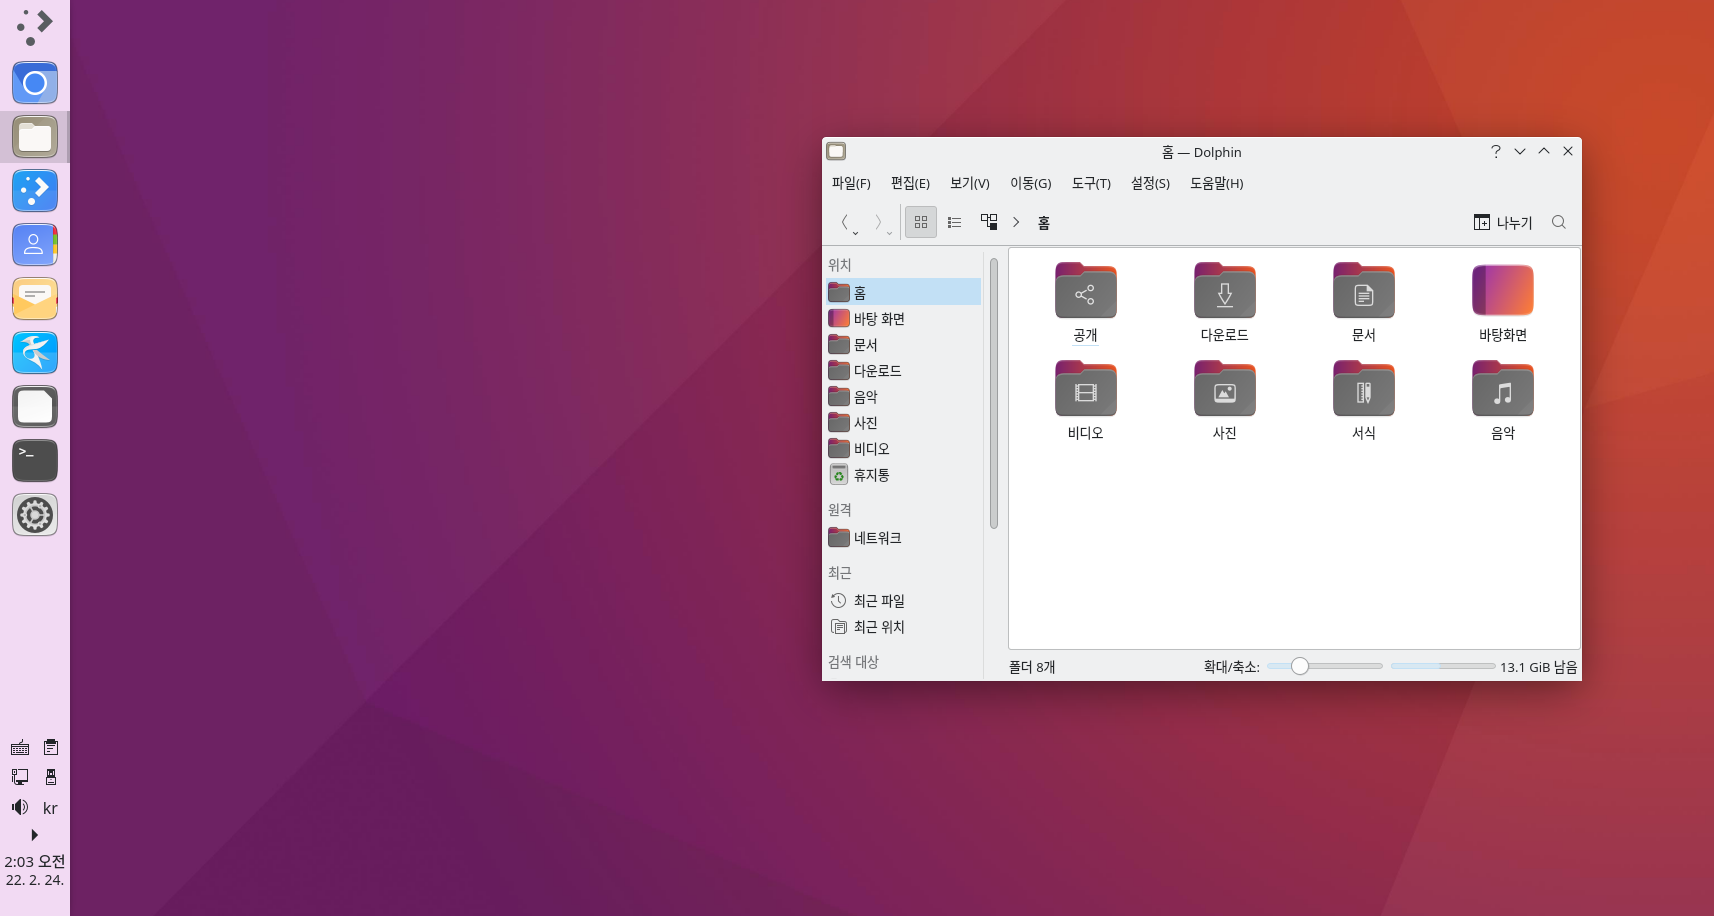 홈 — Dolphin
파일(F) 편집(E) 보기(V) 이동(G) 도구(T) 설정(S) 도움말(H)
홈 나누기
위치
홈
바탕 화면
문서
다운로드
음악
사진
비디오
휴지통
원격
네트워크
최근
최근 파일
최근 위치
검색 대상
공개 다운로드 문서 바탕화면
비디오 사진 서식 음악
폴더 8개 확대/축소: 13.1 GiB 남음
>_
kr
2:03 오전
22. 2. 24.